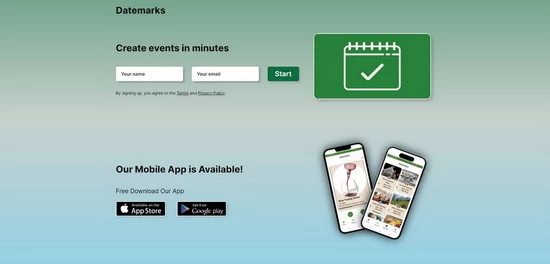 Datemarks
Create events in minutes
Your name
Your email
Start
By signing up, you agree to the Terms and Privacy Policy.
Our Mobile App is Available!
Free Download Our App
Available on the
App Store
Get it on
Google play